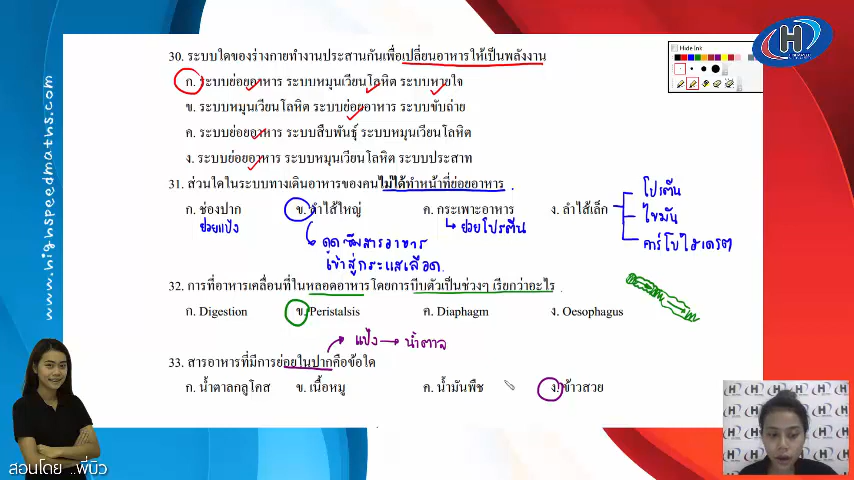 30. ระบบใดของร่างกายทำงานประสานกันเพื่อเปลี่ยนอาหารให้เป็นพลังงาน
ก. ระบบย่อยอาหาร ระบบหมุนเวียนโลหิต ระบบหายใจ
ข. ระบบหมุนเวียนโลหิต ระบบย่อยอาหาร ระบบขับถ่าย
ค. ระบบย่อยอาหาร ระบบสืบพันธุ์ ระบบหมุนเวียนโลหิต
ง. ระบบย่อยอาหาร ระบบหมุนเวียนโลหิต ระบบประสาท
31. ส่วนใดในระบบทางเดินอาหารของคนไม่ได้ทำหน้าที่ย่อยอาหาร
ก. ช่องปาก ข. ลำไส้ใหญ่ ค. กระเพาะอาหาร ง. ลำไส้เล็ก
โปรตีน
ไขมัน
คาร์โบไฮเดรต
ย่อยแป้ง
ย่อยโปรตีน
ดูดซึมสารอาหาร
เข้าสู่กระแสเลือด.
32. การที่อาหารเคลื่อนที่ในหลอดอาหารโดยการบีบตัวเป็นช่วงๆ เรียกว่าอะไร
ก. Digestion ข. Peristalsis ค. Diaphagm ง. Oesophagus
แป้ง น้ำตาล
33. สารอาหารที่มีการย่อยในปากคือข้อใด
ก. น้ำตาลกลูโคส ข. เนื้อหมู ค. น้ำมันพืช ง. ข้าวสวย
www.highspeedmaths.com
Hide Ink
H
สอนโดย ..พี่บิว